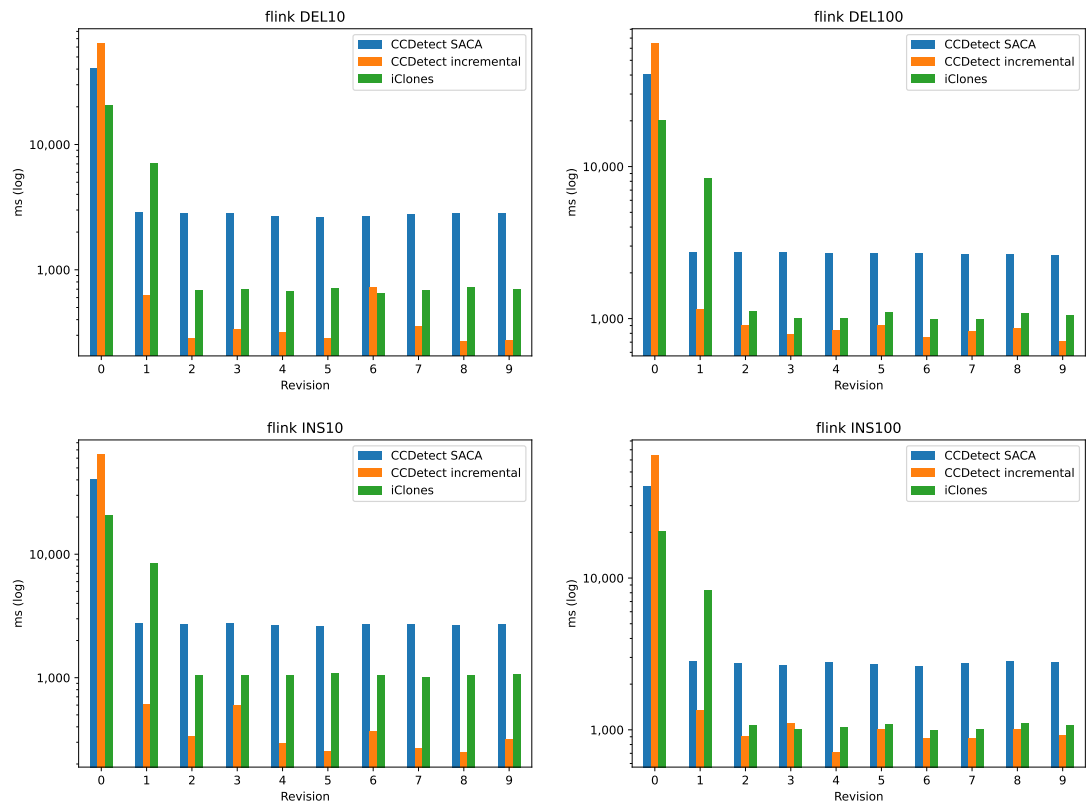 flink DEL10
CCDetect SACA
CCDetect incremental
iClones
10,000
1,000
ms (log)
0 1 2 3 4 5 6 7 8 9
Revision
flink DEL100
CCDetect SACA
CCDetect incremental
iClones
10,000
1,000
ms (log)
0 1 2 3 4 5 6 7 8 9
Revision
flink INS10
CCDetect SACA
CCDetect incremental
iClones
10,000
1,000
ms (log)
0 1 2 3 4 5 6 7 8 9
Revision
flink INS100
CCDetect SACA
CCDetect incremental
iClones
10,000
1,000
ms (log)
0 1 2 3 4 5 6 7 8 9
Revision